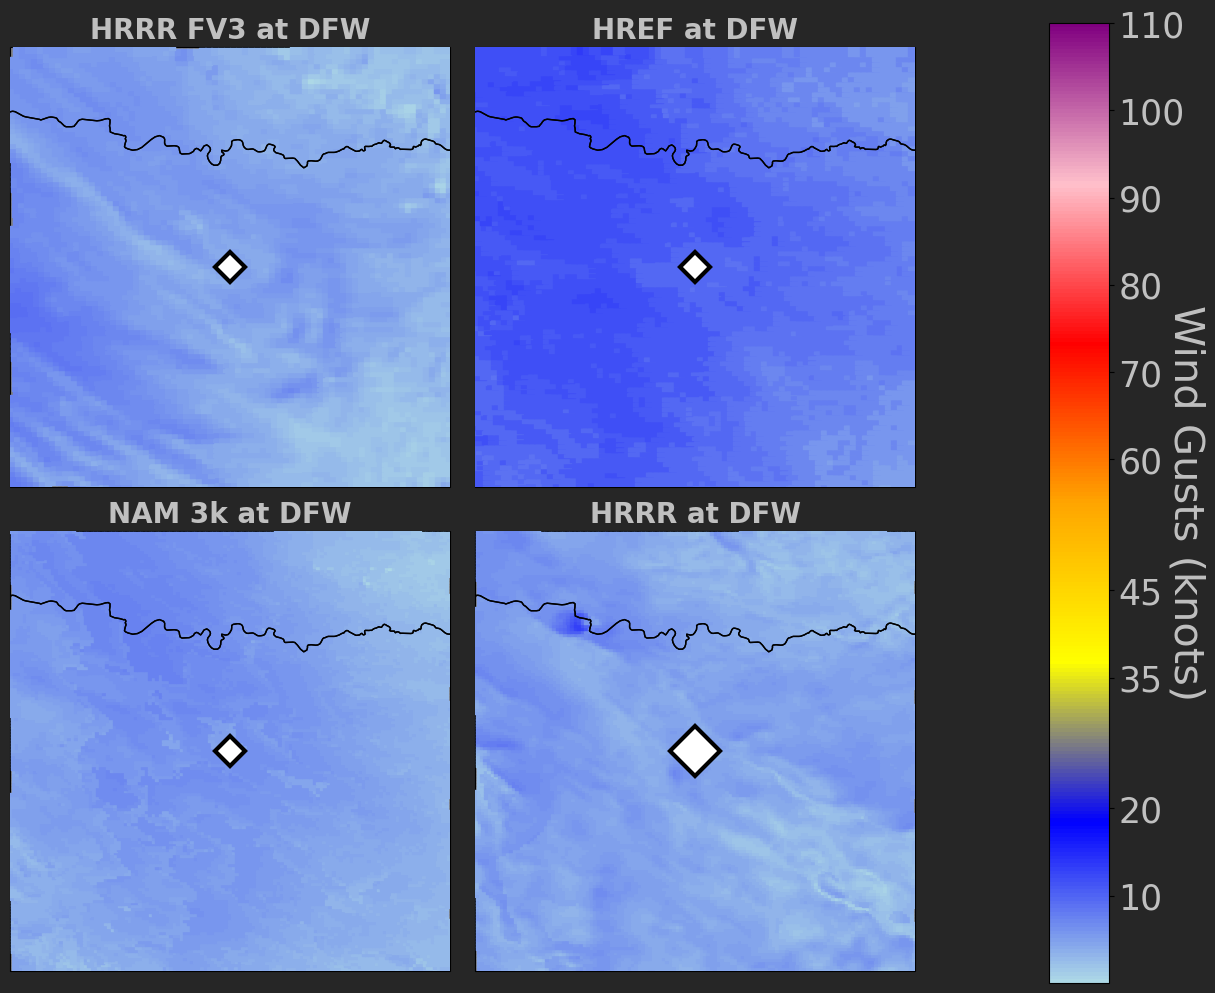 HRRR FV3 at DFW
HREF at DFW
NAM 3k at DFW
HRRR at DFW
110
100
90
80
70
60
45
35
20
10
Wind Gusts (knots)